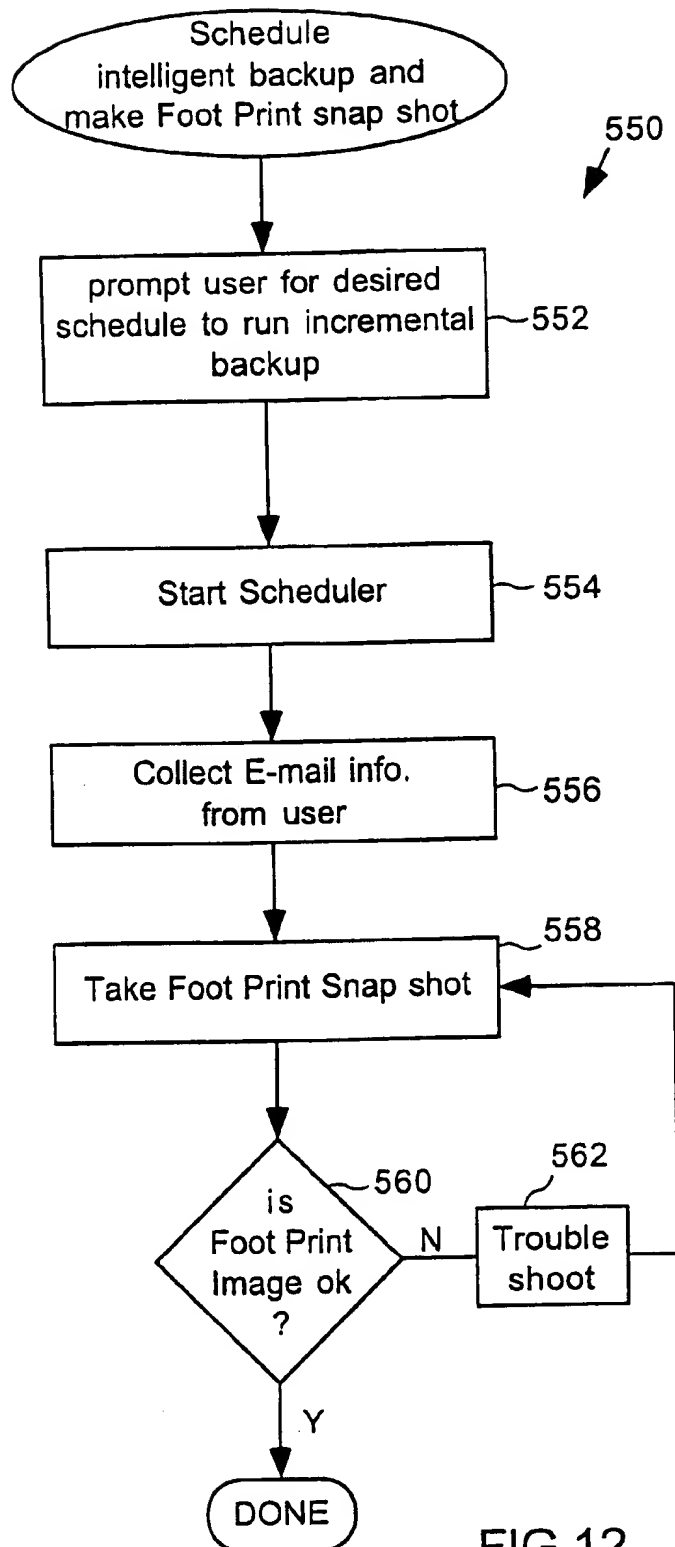 Schedule
intelligent backup and
make Foot Print snap shot
550
prompt user for desired
schedule to run incremental
backup
552
Start Scheduler
554
Collect E-mail info.
from user
556
558
Take Foot Print Snap shot
560
is
Foot Print
Image ok
?
N
562
Trouble
shoot
Y
DONE
FIG.12